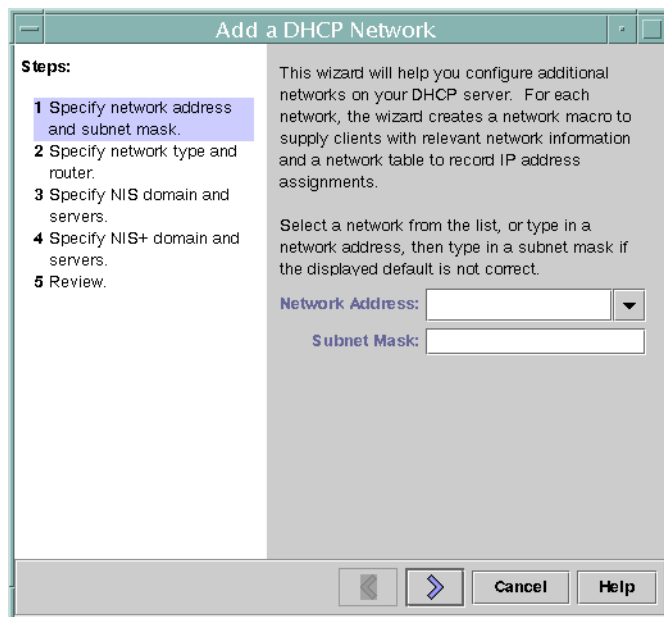 Add a DHCP Network
Steps:
1 Specify network address
and subnet mask.
2 Specify network type and
router.
3 Specify NIS domain and
servers.
4 Specify NIS+ domain and
servers.
5 Review.
This wizard will help you configure additional
networks on your DHCP server. For each
network, the wizard creates a network macro to
supply clients with relevant network information
and a network table to record IP address
assignments.
Select a network from the list, or type in a
network address, then type in a subnet mask if
the displayed default is not correct.
Network Address:
Subnet Mask:
Cancel
Help